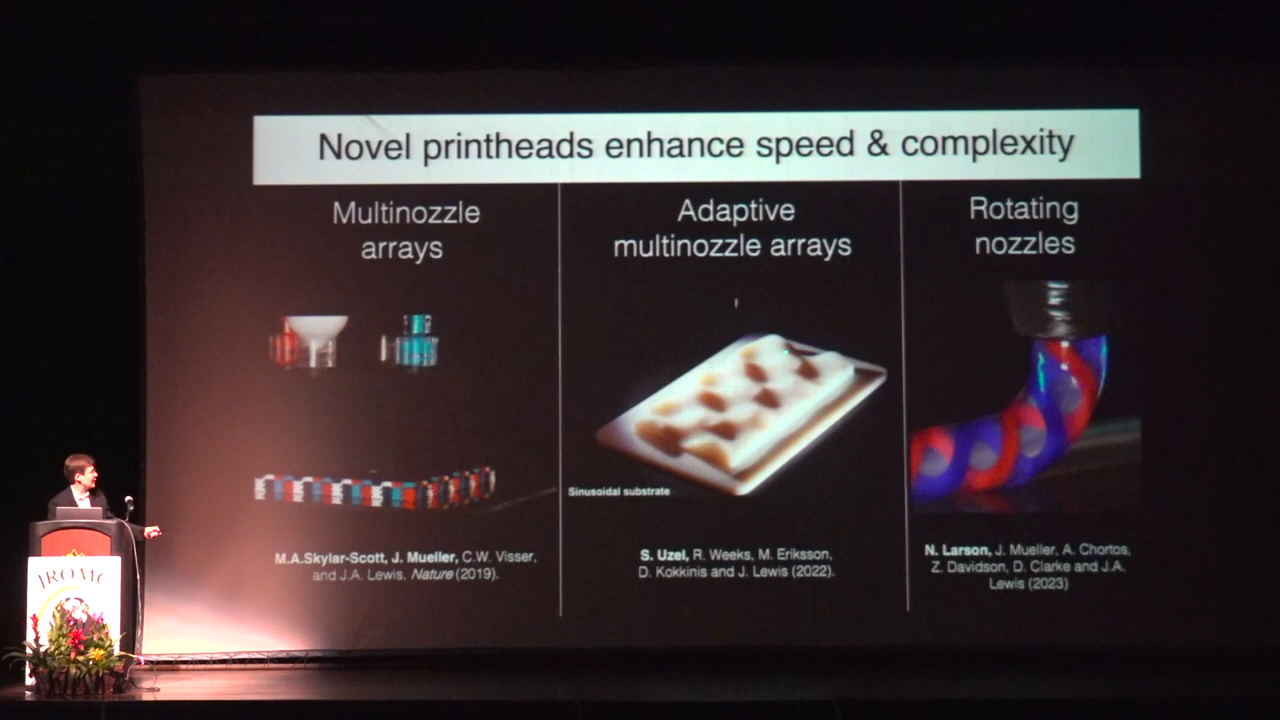 Novel printheads enhance speed & complexity
Multinozzle
arrays
M.A.Skylar-Scott, J. Mueller, C.W. Visser,
and J.A. Lewis, Nature (2019).
Adaptive
multinozzle arrays
Sinusoidal substrate
S. Uzel, R. Weeks, M. Eriksson,
D. Kokkinis and J. Lewis (2022).
Rotating
nozzles
N. Larson, J. Mueller, A. Chortos,
Z. Davidson, D. Clarke and J.A.
Lewis (2023)